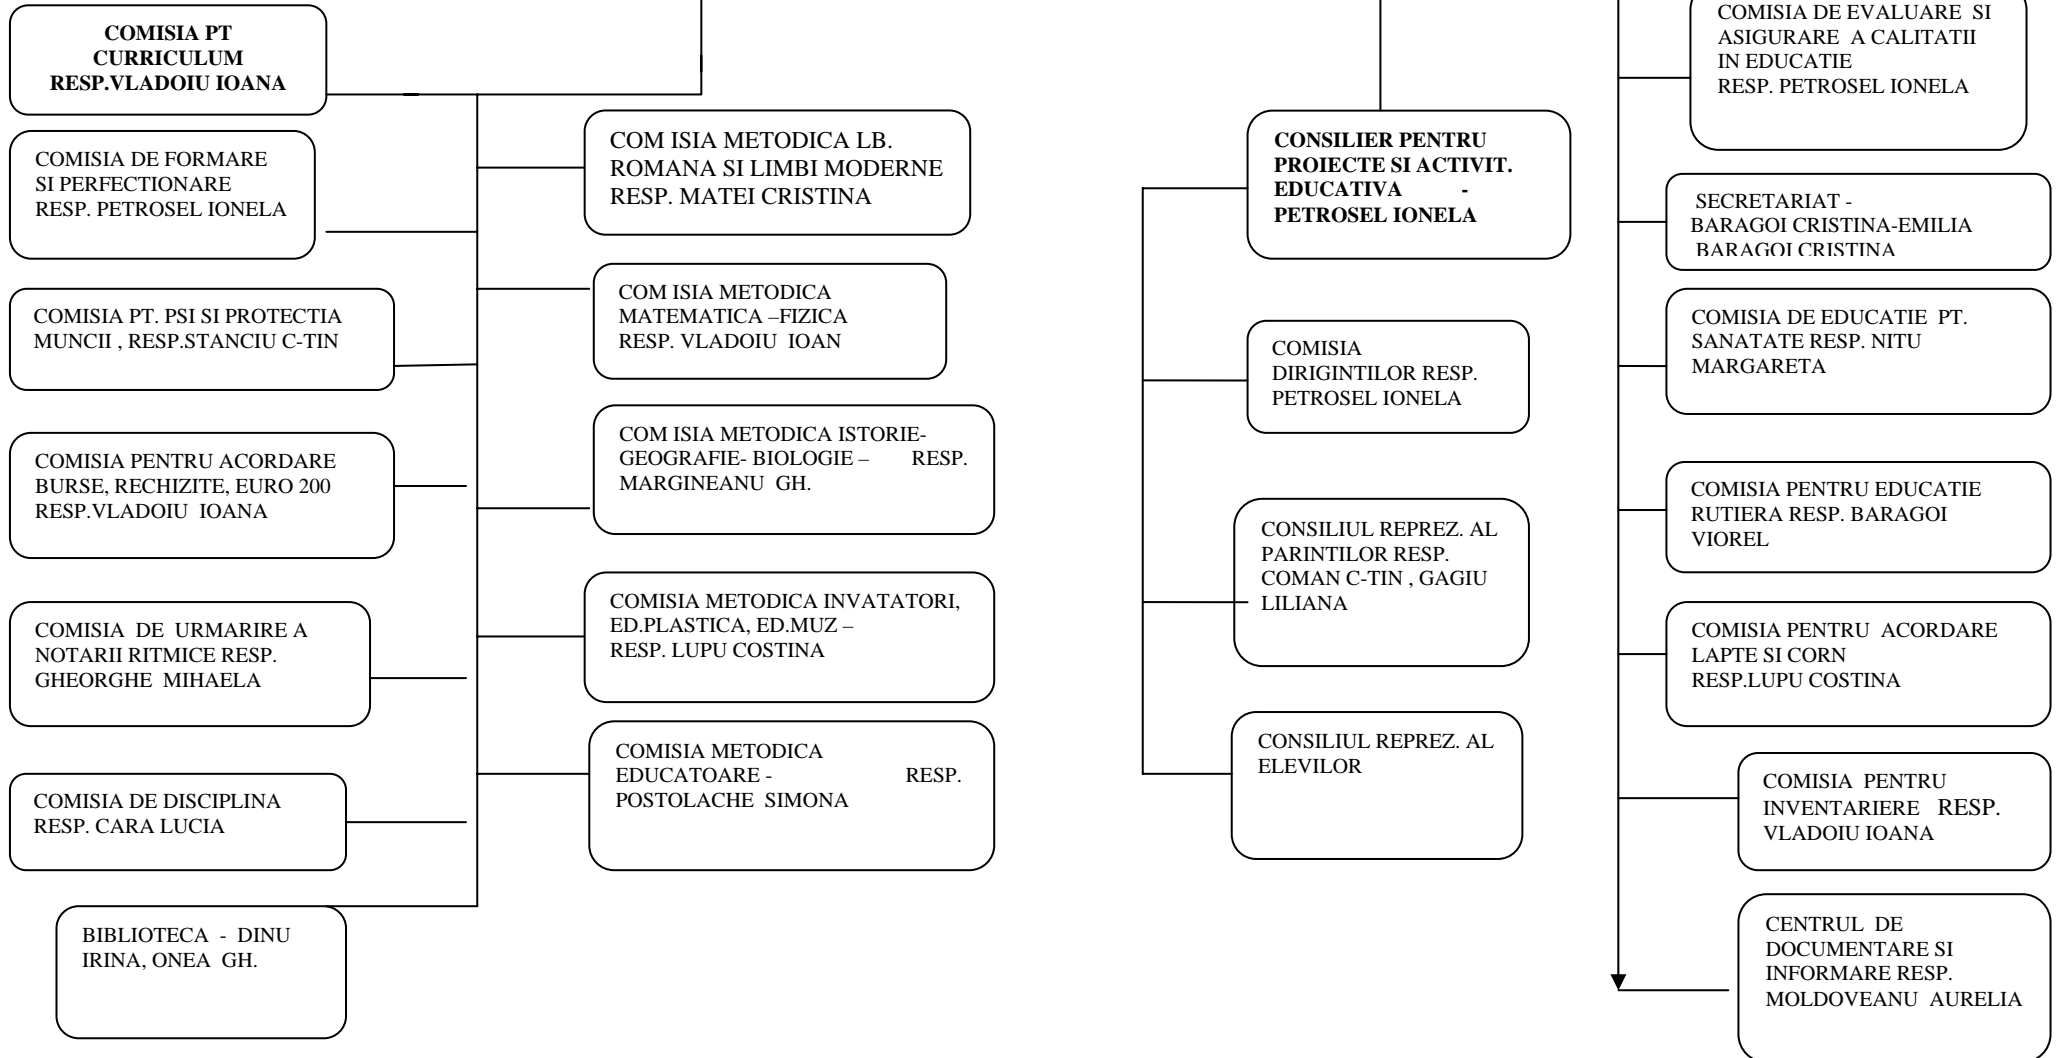 COMISIA PT
CURRICULUM
RESP.VLADOIU IOANA
COMISIA DE FORMARE
SI PERFECTIONARE
RESP. PETROSEL IONELA
COMISIA PT. PSI SI PROTECTIA
MUNCII , RESP.STANCIU C-TIN
COMISIA PENTRU ACORDARE
BURSE, RECHIZITE, EURO 200
RESP.VLADOIU IOANA
COMISIA DE URMARIRE A
NOTARII RITMICE RESP.
GHEORGHE MIHAELA
COMISIA DE DISCIPLINA
RESP. CARA LUCIA
BIBLIOTECA - DINU
IRINA, ONEA GH.
COM ISIA METODICA LB.
ROMANA SI LIMBI MODERNE
RESP. MATEI CRISTINA
COM ISIA METODICA
MATEMATICA –FIZICA
RESP. VLADOIU IOAN
COM ISIA METODICA ISTORIE-
GEOGRAFIE- BIOLOGIE – RESP.
MARGINEANU GH.
COMISIA METODICA INVATATORI,
ED.PLASTICA, ED.MUZ –
RESP. LUPU COSTINA
COMISIA METODICA
EDUCATOARE - RESP.
POSTOLACHE SIMONA
CONSILIER PENTRU
PROIECTE SI ACTIVIT.
EDUCATIVA -
PETROSEL IONELA
COMISIA
DIRIGINTILOR RESP.
PETROSEL IONELA
CONSILIUL REPREZ. AL
PARINTILOR RESP.
COMAN C-TIN , GAGIU
LILIANA
CONSILIUL REPREZ. AL
ELEVILOR
COMISIA DE EVALUARE SI
ASIGURARE A CALITATII
IN EDUCATIE
RESP. PETROSEL IONELA
SECRETARIAT -
BARAGOI CRISTINA-EMILIA
BARAGOI CRISTINA
COMISIA DE EDUCATIE PT.
SANATATE RESP. NITU
MARGARETA
COMISIA PENTRU EDUCATIE
RUTIERA RESP. BARAGOI
VIOREL
COMISIA PENTRU ACORDARE
LAPTE SI CORN
RESP.LUPU COSTINA
COMISIA PENTRU
INVENTARIERE RESP.
VLADOIU IOANA
CENTRUL DE
DOCUMENTARE SI
INFORMARE RESP.
MOLDOVEANU AURELIA